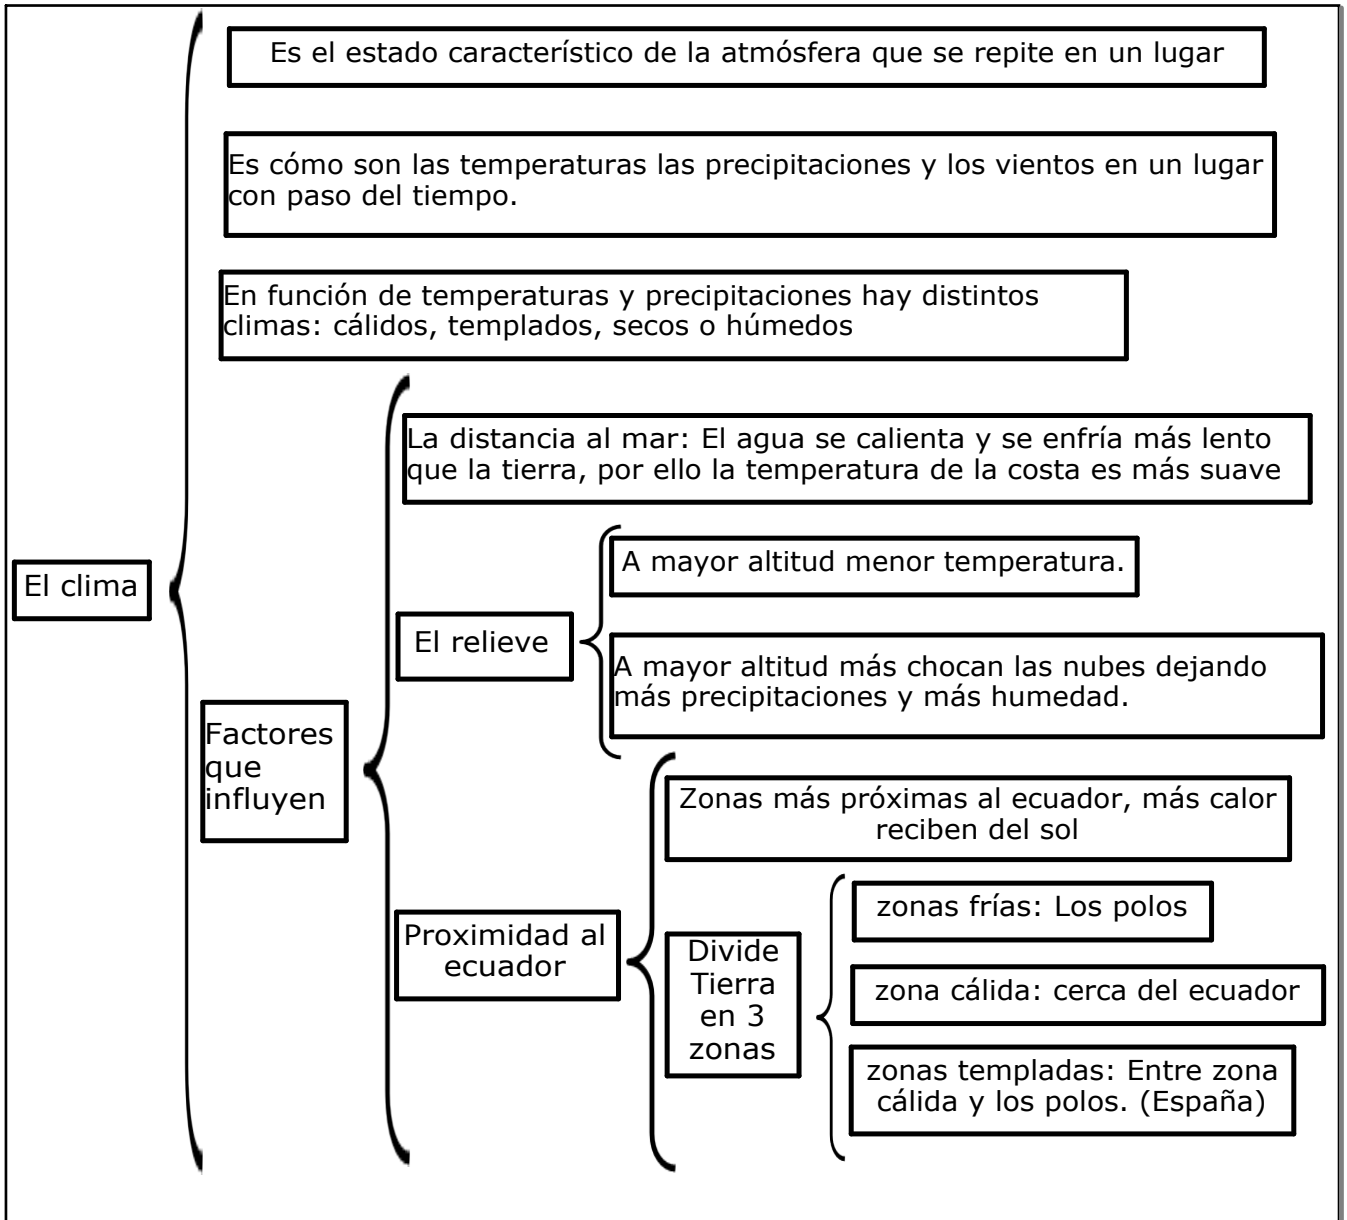 Es el estado característico de la atmósfera que se repite en un lugar
Es cómo son las temperaturas las precipitaciones y los vientos en un lugar
con paso del tiempo.
En función de temperaturas y precipitaciones hay distintos
climas: cálidos, templados, secos o húmedos
La distancia al mar: El agua se calienta y se enfría más lento
que la tierra, por ello la temperatura de la costa es más suave
El clima
A mayor altitud menor temperatura.
El relieve
A mayor altitud más chocan las nubes dejando
más precipitaciones y más humedad.
Factores
que
influyen
Zonas más próximas al ecuador, más calor
reciben del sol
Proximidad al
ecuador
Divide
Tierra
en 3
zonas
zonas frías: Los polos
zona cálida: cerca del ecuador
zonas templadas: Entre zona
cálida y los polos. (España)